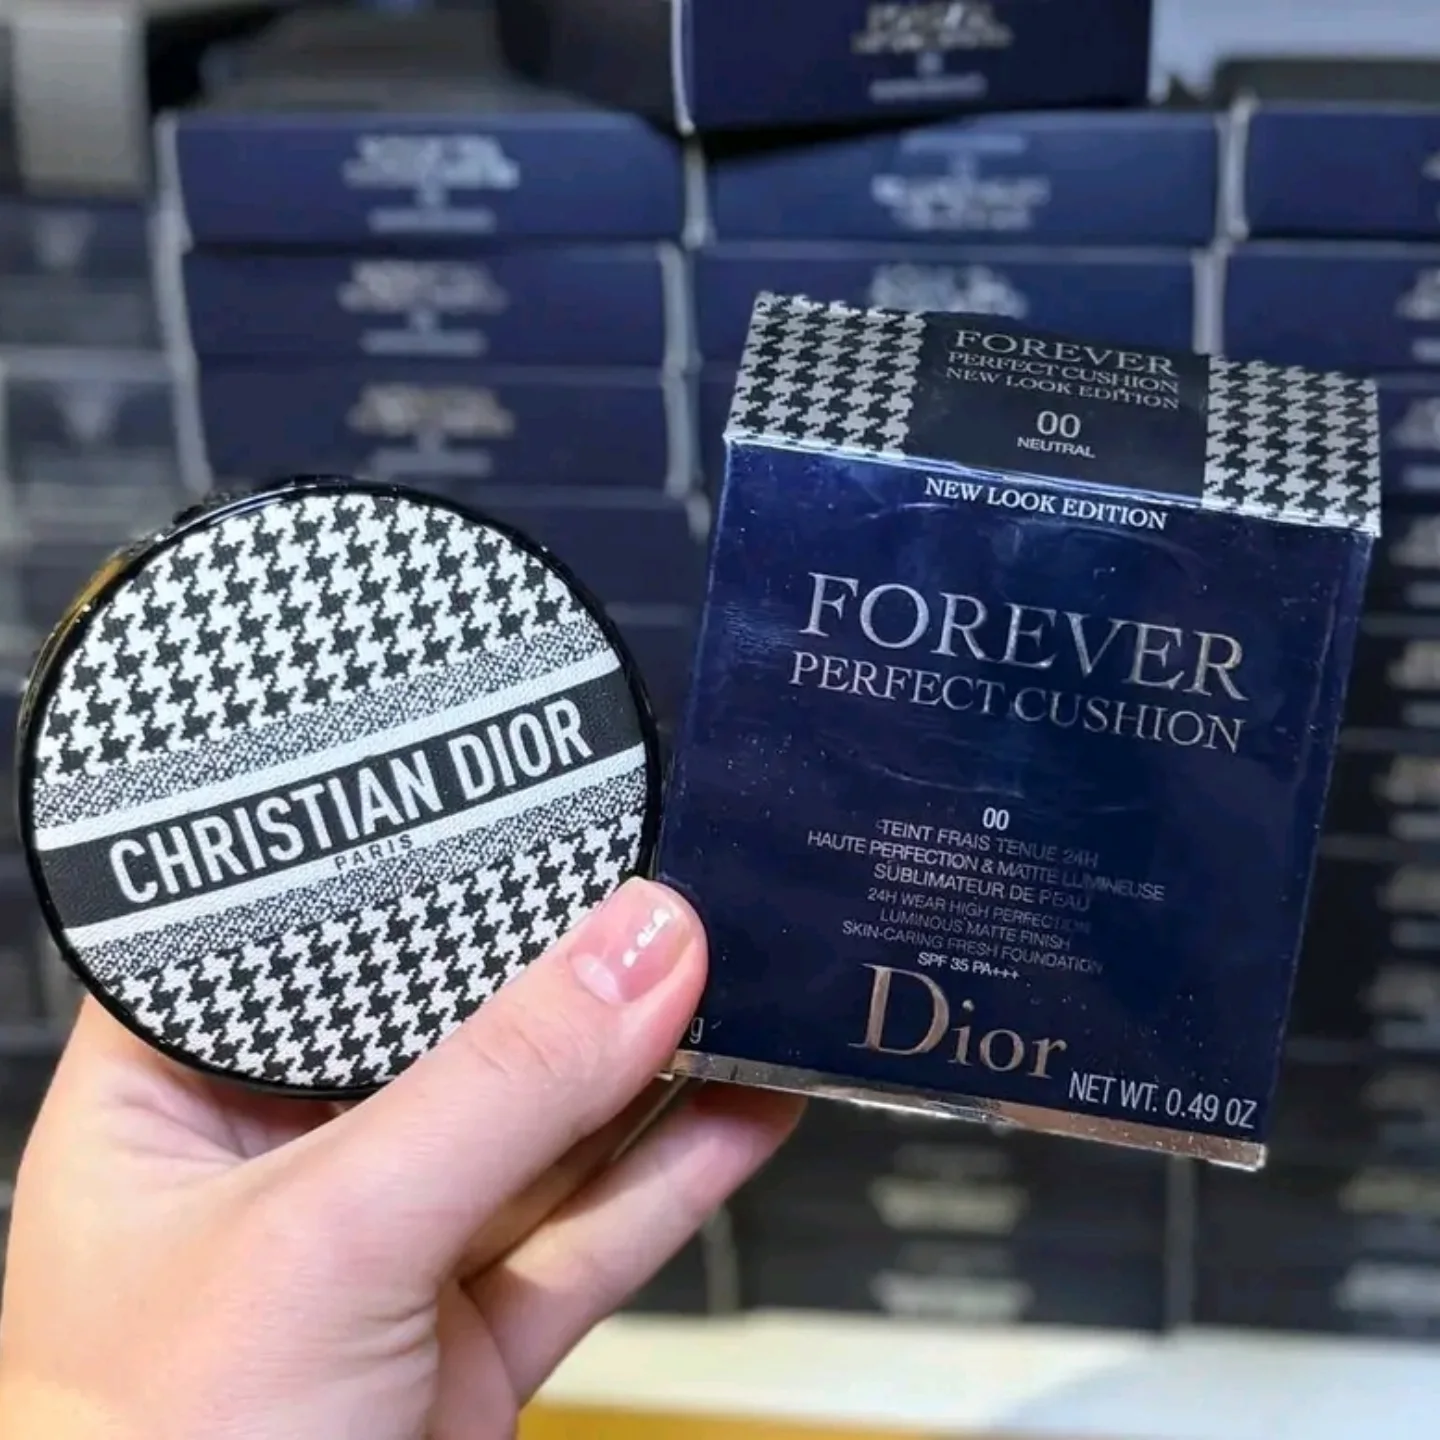 CHRISTIAN DIOR
PARIS
FOREVER
PERFECT CUSHION
NEW LOOK EDITION
00
NEUTRAL
NEW LOOK EDITION
FOREVER
PERFECT CUSHION
00
TEINT FRAIS TENUE 24H
HAUTE PERFECTION & MATITE LUMINEUSE
SUBLIMATEUR DE PEAU
24H WEAR HIGH PERFECTION
LUMINOUS MATTE FINISH
SKIN-CARING FRESH FOUNDATION
SPF 35 PA+++
Dior
g
NET WT. 0.49 OZ